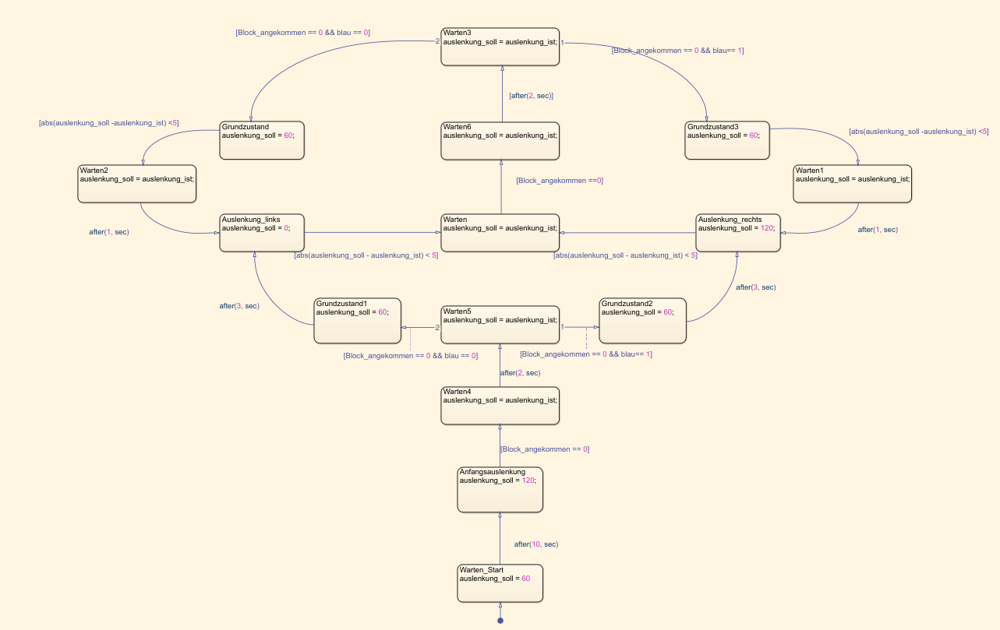 [Block_angekommen == 0 && blau == 0]
2
Warten3
auslenkung_soll = auslenkung_ist;
1
[Block_angekommen == 0 && blau== 1]
[after(2, sec)]
[abs(auslenkung_soll -auslenkung_ist) <5]
Grundzustand
auslenkung_soll = 60;
Warten6
auslenkung_soll = auslenkung_ist;
Grundzustand3
auslenkung_soll = 60;
[abs(auslenkung_soll -auslenkung_ist) <5]
Warten2
auslenkung_soll = auslenkung_ist;
[Block_angekommen ==0]
Warten1
auslenkung_soll = auslenkung_ist;
after(1, sec)
Auslenkung_links
auslenkung_soll = 0;
Warten
auslenkung_soll = auslenkung_ist;
Auslenkung_rechts
auslenkung_soll = 120;
after(1, sec)
[abs(auslenkung_soll - auslenkung_ist) < 5]
[abs(auslenkung_soll - auslenkung_ist) < 5]
after(3, sec)
after(3, sec)
Grundzustand1
auslenkung_soll = 60;
2
Warten5
auslenkung_soll = auslenkung_ist;
1
Grundzustand2
auslenkung_soll = 60;
[Block_angekommen == 0 && blau == 0]
[Block_angekommen == 0 && blau== 1]
after(2, sec)
Warten4
auslenkung_soll = auslenkung_ist;
[Block_angekommen == 0]
Anfangsauslenkung
auslenkung_soll = 120;
after(10, sec)
Warten_Start
auslenkung_soll = 60